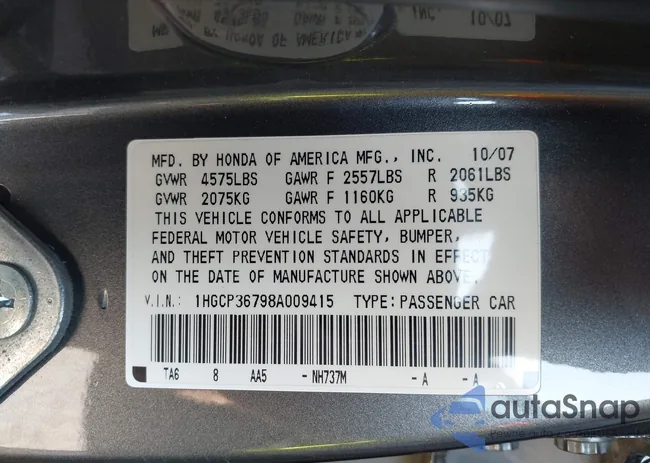 MFD. BY HONDA OF AMERICA MFG., INC. 10/07
GVWR 4575LBS GAWR F 2557LBS R 2061LBS
GVWR 2075KG GAWR F 1160KG R 935KG
THIS VEHICLE CONFORMS TO ALL APPLICABLE
FEDERAL MOTOR VEHICLE SAFETY, BUMPER,
AND THEFT PREVENTION STANDARDS IN EFFECT
ON THE DATE OF MANUFACTURE SHOWN ABOVE.
V.I.N.: 1HGCP36798A009415 TYPE: PASSENGER CAR
TA6 8 AA5 - NH737M - A - A
autaSnap